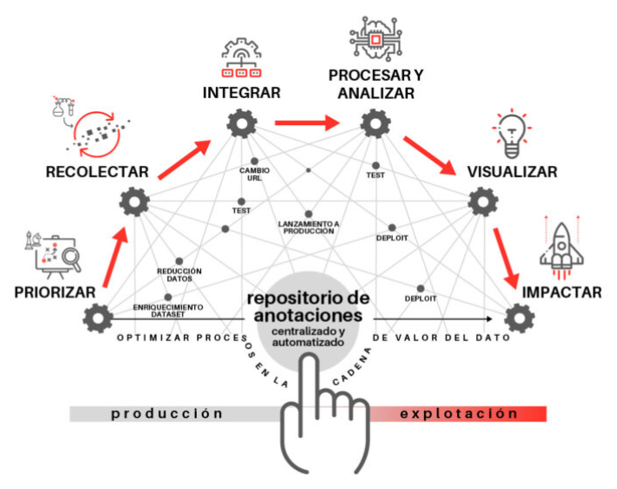 PROCESAR Y
ANALIZAR
INTEGRAR
RECOLECTAR
VISUALIZAR
CAMBIO
URL
TEST
TEST
LANZAMIENTO A
PRODUCCIÓN
DEPLOIT
REDUCCIÓN
DATOS
PRIORIZAR
IMPACTAR
ENRIQUECIMIENTO
DATASET
DEPLOIT
repositorio de
anotaciones
centralizado y
automatizado
OPTIMIZAR PROCESOS EN LA CADENA DE VALOR DEL DATO
producción
explotación